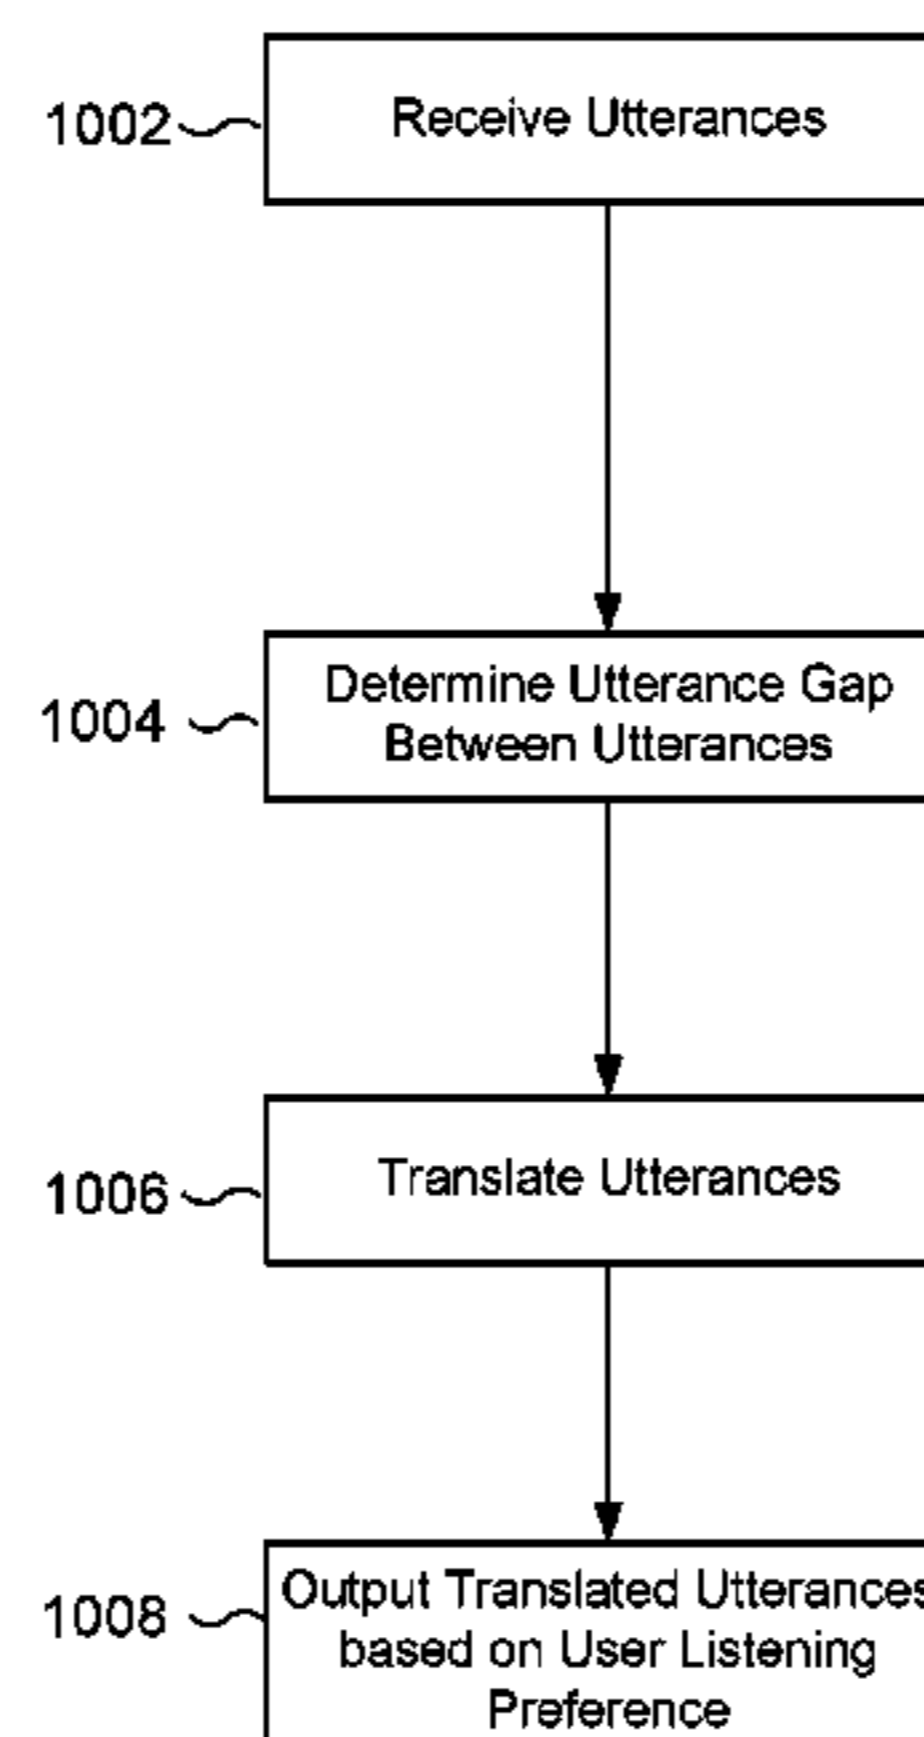 1002 Receive Utterances
Determine Utterance Gap
1004 Between Utterances
1006 Translate Utterances
Output Translated Utterances
1008 based on User Listening
Preference